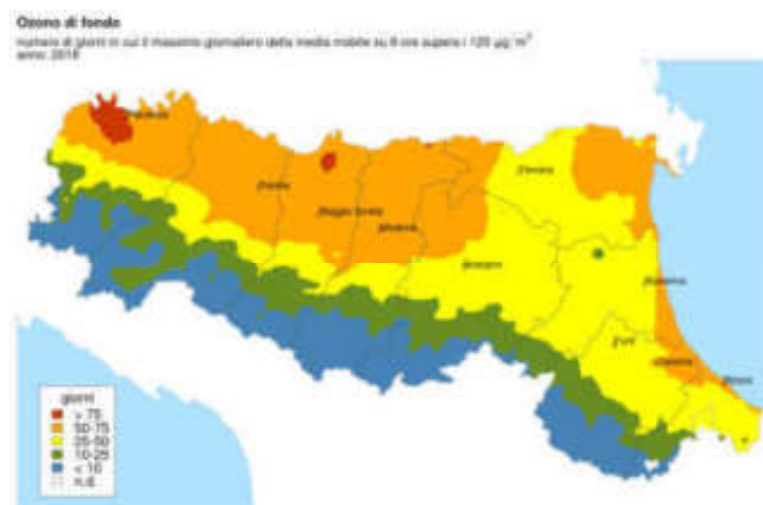 Ozono di fondo
numero di giorni in cui il massimo giornaliero della media mobile su 8 ore supera i 120 µg/m³
anno: 2018
Piacenza
Ferrara
Parma
Reggio Emilia
Modena
Bologna
Ravenna
Forlì
Cesena
Rimini
giorni
> 75
50-75
25-50
10-25
< 10
n.d